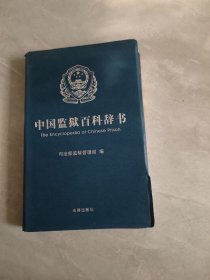 中国监狱百科辞书
The Encyclopedia of Chinese Prison
司法部监狱管理局 编